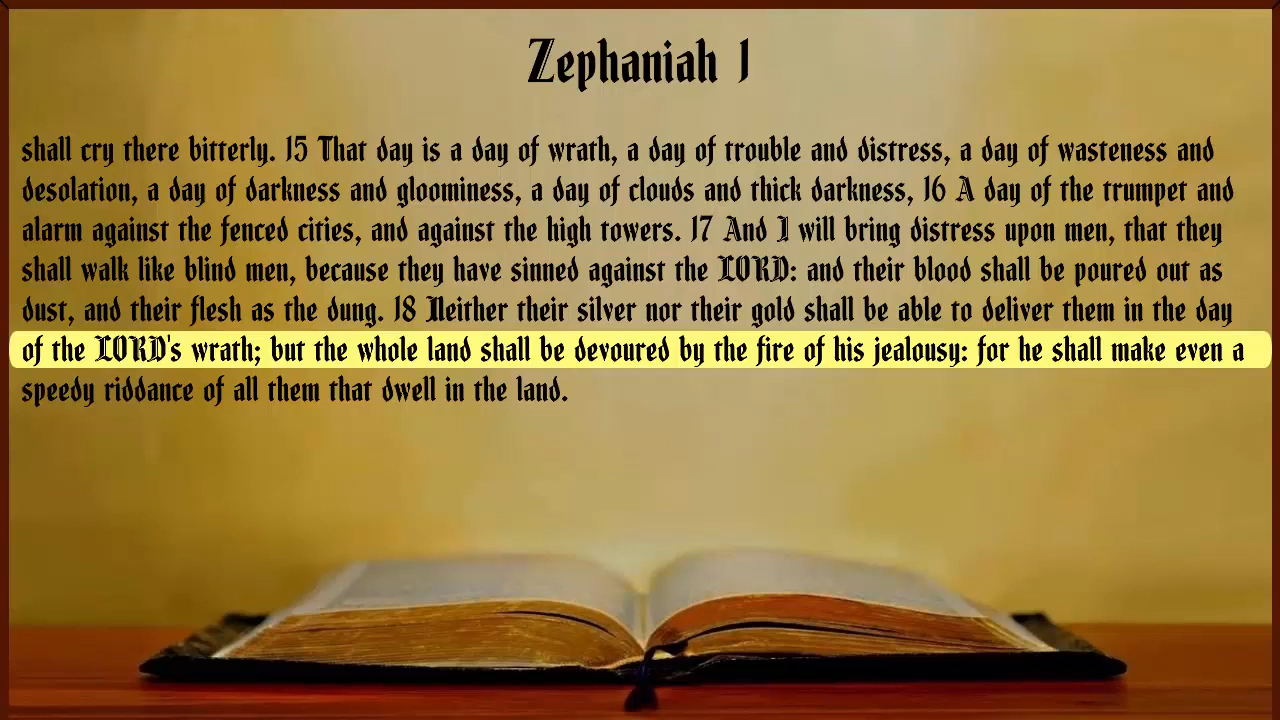 Zephaniah 1
shall cry there bitterly. 15 That day is a day of wrath, a day of trouble and distress, a day of wasteness and
desolation, a day of darkness and gloominess, a day of clouds and thick darkness, 16 A day of the trumpet and
alarm against the fenced cities, and against the high towers. 17 And I will bring distress upon men, that they
shall walk like blind men, because they have sinned against the LORD: and their blood shall be poured out as
dust, and their flesh as the dung. 18 Neither their silver nor their gold shall be able to deliver them in the day
of the LORD's wrath; but the whole land shall be devoured by the fire of his jealousy: for he shall make even a
speedy riddance of all them that dwell in the land.